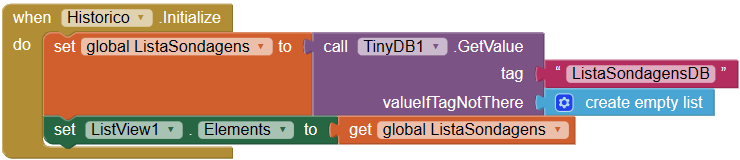 when Historico .Initialize
do set global ListaSondagens to call TinyDB1 .GetValue
tag " ListaSondagensDB "
valueIfTagNotThere create empty list
set ListView1 . Elements to get global ListaSondagens